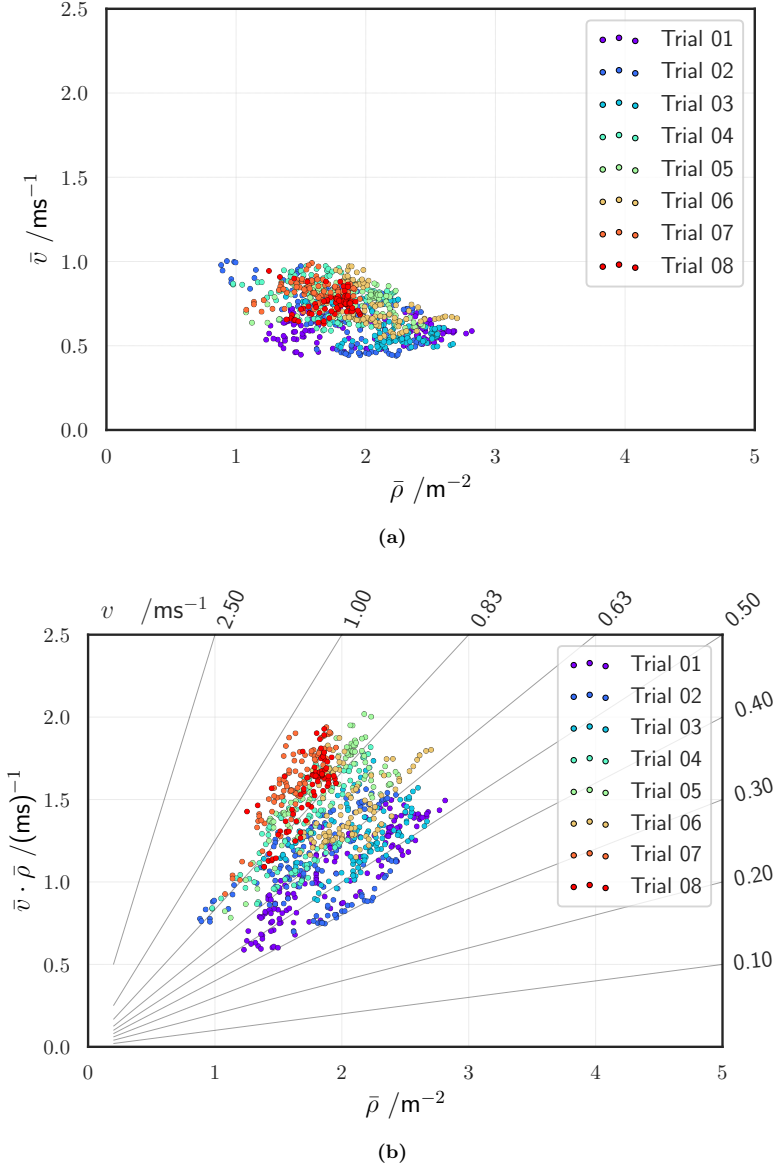 2.5
2.0
1.5
1.0
0.5
0.0
v̄ /ms⁻¹
Trial 01
Trial 02
Trial 03
Trial 04
Trial 05
Trial 06
Trial 07
Trial 08
0 1 2 3 4 5
ρ̄ /m⁻²
(a)
v /ms⁻¹ 2.50 1.00 0.83 0.63 0.50
2.5
2.0
1.5
1.0
0.5
0.0
v̄ · ρ̄ /(ms)⁻¹
Trial 01
Trial 02
Trial 03
Trial 04
Trial 05
Trial 06
Trial 07
Trial 08
0.40
0.30
0.20
0.10
0 1 2 3 4 5
ρ̄ /m⁻²
(b)